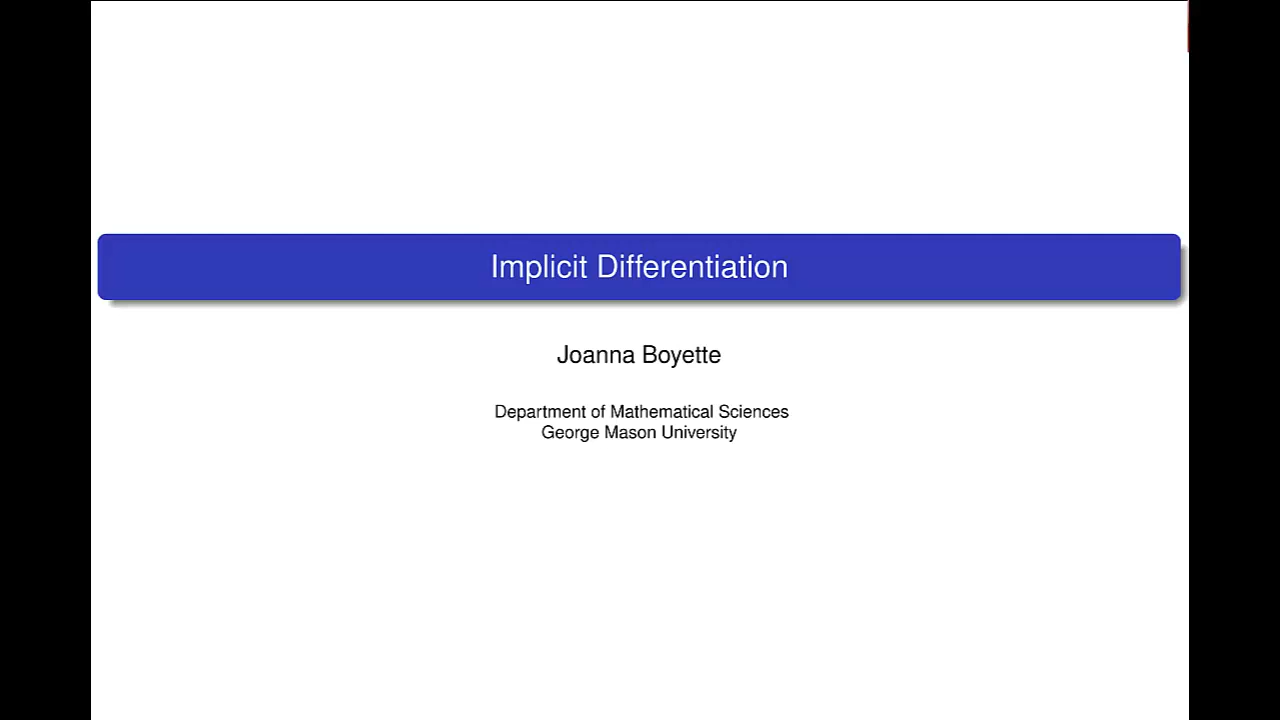 Implicit Differentiation
Joanna Boyette
Department of Mathematical Sciences
George Mason University